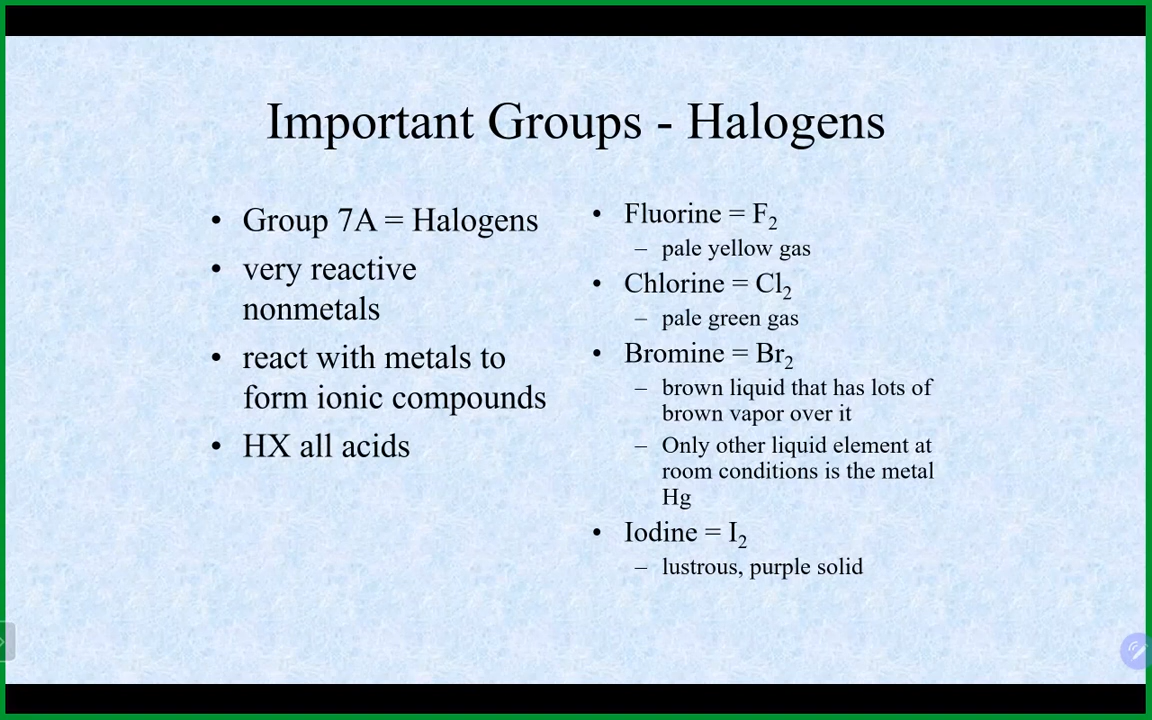 Important Groups - Halogens
• Group 7A = Halogens
• very reactive
nonmetals
• react with metals to
form ionic compounds
• HX all acids
• Fluorine = F₂
– pale yellow gas
• Chlorine = Cl₂
– pale green gas
• Bromine = Br₂
– brown liquid that has lots of
brown vapor over it
– Only other liquid element at
room conditions is the metal
Hg
• Iodine = I₂
– lustrous, purple solid